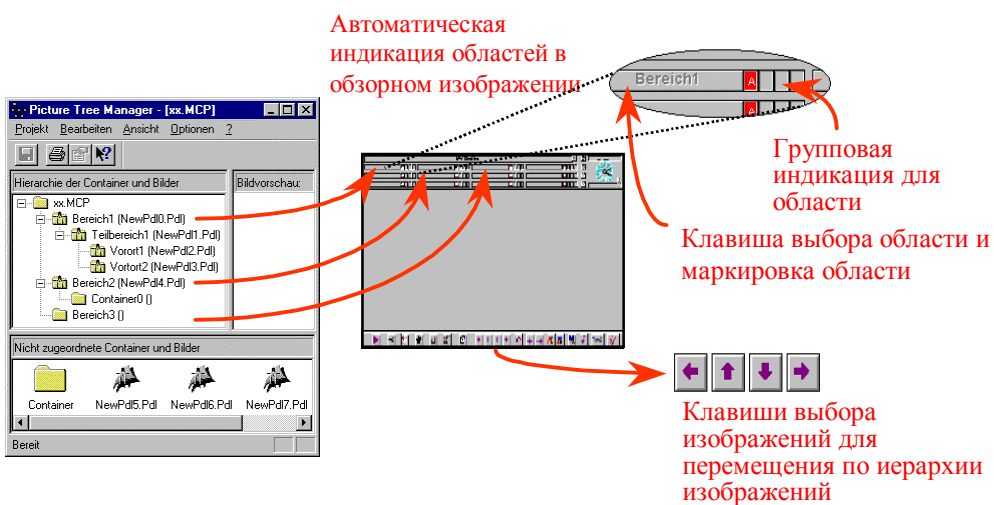 Автоматическая
индикация областей в
обзорном изображении
Bereich1
A
A
Групповая
индикация для
области
Клавиша выбора области и
маркировка области
Клавиши выбора
изображений для
перемещения по иерархии
изображений
Picture Tree Manager - [xx.MCP]
Projekt Bearbeiten Ansicht Optionen ?
Hierarchie der Container und Bilder
Bildvorschau:
xx.MCP
Bereich1 (NewPdl0.Pdl)
Teilbereich1 (NewPdl1.Pdl)
Vorort1 (NewPdl2.Pdl)
Vortort2 (NewPdl3.Pdl)
Bereich2 (NewPdl4.Pdl)
Container0 ()
Bereich3 ()
Nicht zugeordnete Container und Bilder
Container NewPdl5.Pdl NewPdl6.Pdl NewPdl7.Pdl
Bereit